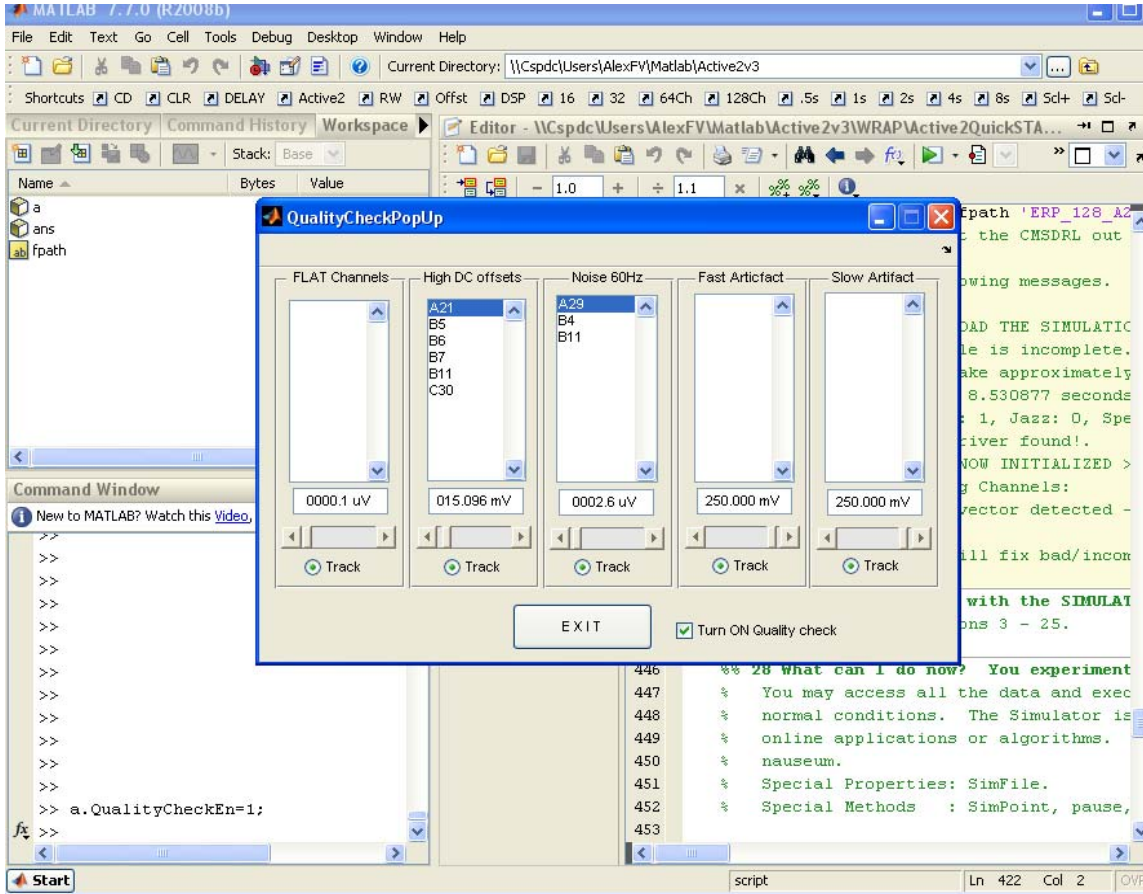 MATLAB 7.7.0 (R2008b)
File Edit Text Go Cell Tools Debug Desktop Window Help
Current Directory: \\Cspdc\Users\AlexFV\Matlab\Active2v3
Shortcuts CD CLR DELAY Active2 RW Offst DSP 16 32 64Ch 128Ch .5s 1s 2s 4s 8s Scl+ Scl-
Current Directory Command History Workspace
Editor - \\Cspdc\Users\AlexFV\Matlab\Active2v3\WRAP\Active2QuickSTA...
Stack: Base
Name Bytes Value
- 1.0 + ÷ 1.1 ×
a
ans
fpath
QualityCheckPopUp
FLAT Channels High DC offsets Noise 60Hz Fast Articfact Slow Artifact
A21 A29
B5 B4
B6 B11
B7
B11
C30
0000.1 uV 015.096 mV 0002.6 uV 250.000 mV 250.000 mV
Track Track Track Track Track
EXIT
Turn ON Quality check
fpath 'ERP_128_A2
the CMSDRL out
owing messages.
OAD THE SIMULATIO
le is incomplete.
ake approximately
8.530877 seconds
: 1, Jazz: 0, Spe
river found!.
NOW INITIALIZED >
g Channels:
vector detected -
ill fix bad/incom
with the SIMULAT
ons 3 - 25.
446 %% 28 What can I do now? You experiment
447 % You may access all the data and exec
448 % normal conditions. The Simulator is
449 % online applications or algorithms.
450 % nauseum.
451 % Special Properties: SimFile.
452 % Special Methods : SimPoint, pause,
453
Command Window
New to MATLAB? Watch this Video,
>>
>>
>>
>>
>>
>>
>>
>>
>>
>>
>>
>>
>> a.QualityCheckEn=1;
fx >>
Start
script Ln 422 Col 2 OVR